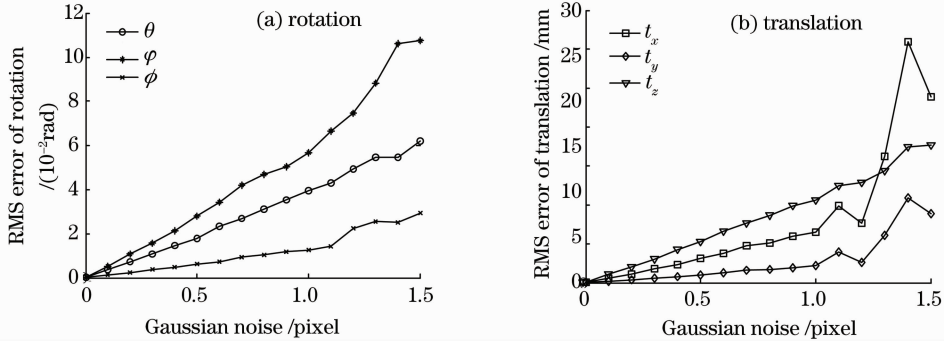 (a) rotation
θ
φ
ϕ
RMS error of rotation
/(10⁻²rad)
12
10
8
6
4
2
0
0 0.5 1.0 1.5
Gaussian noise /pixel
(b) translation
tₓ
t_y
t_z
RMS error of translation /mm
30
25
20
15
10
5
0
0 0.5 1.0 1.5
Gaussian noise /pixel